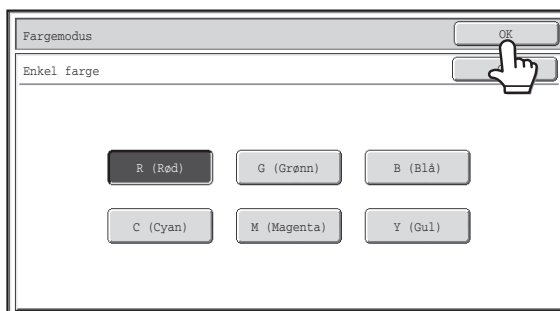 Fargemodus OK
Enkel farge
R (Rød) G (Grønn) B (Blå)
C (Cyan) M (Magenta) Y (Gul)